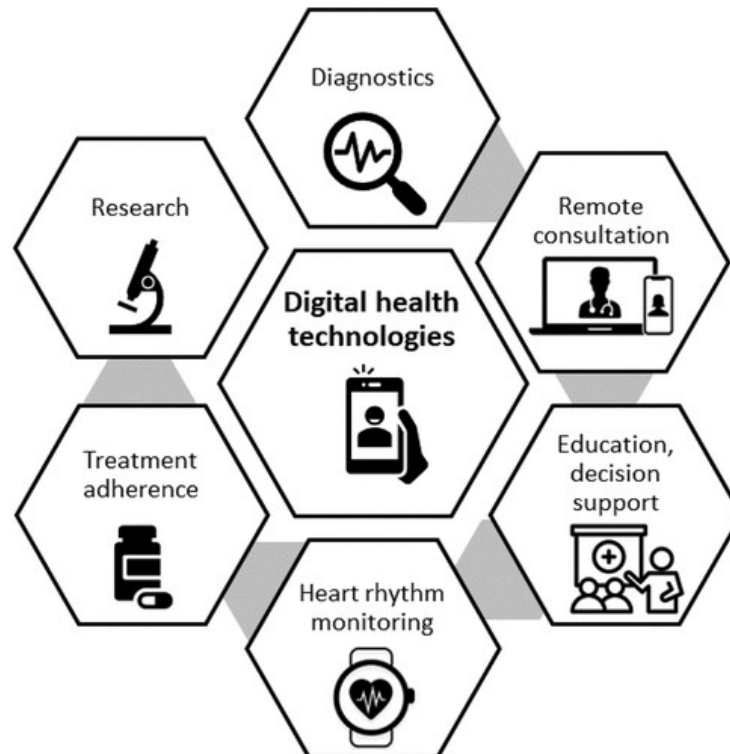 Diagnostics
Remote
consultation
Education,
decision
support
Heart rhythm
monitoring
Treatment
adherence
Research
Digital health
technologies